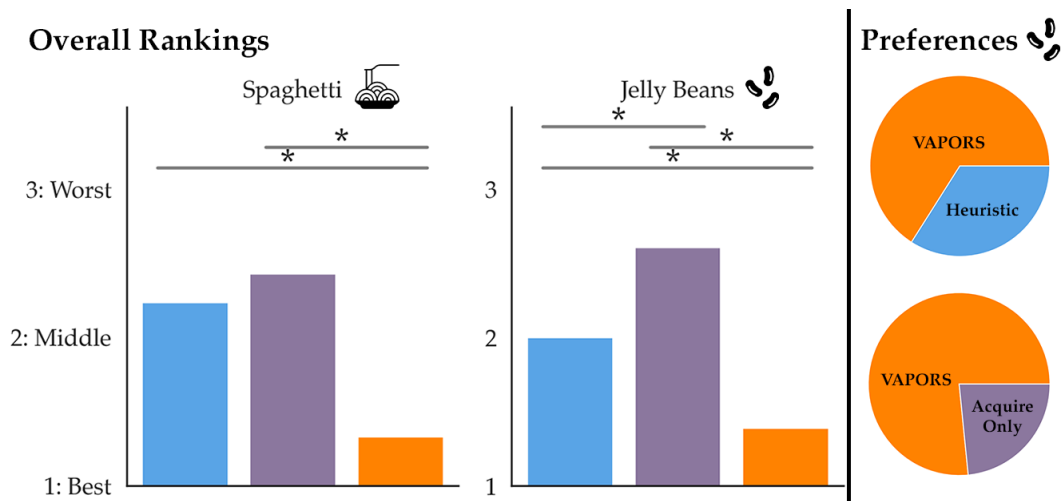 Overall Rankings
Spaghetti
*
*
3: Worst
2: Middle
1: Best
Jelly Beans
*
*
*
3
2
1
Preferences
VAPORS
Heuristic
VAPORS
Acquire
Only